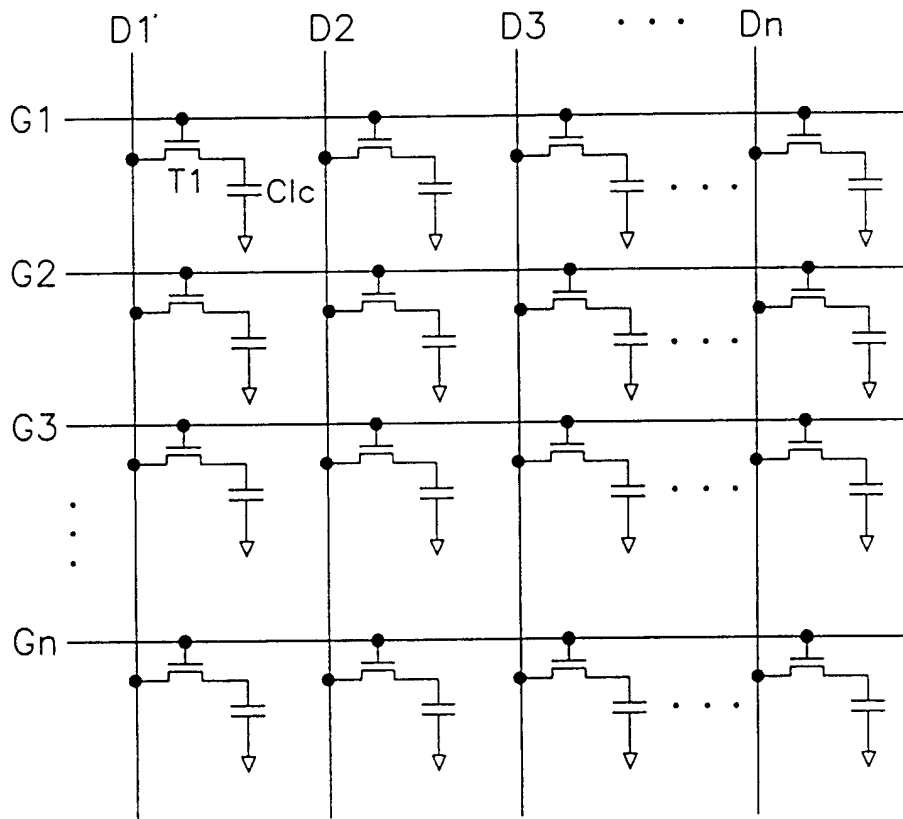 D1 D2 D3 . . . Dn
G1
T1 Clc . . .
G2
. . .
G3
. . .
.
.
.
Gn
. . .